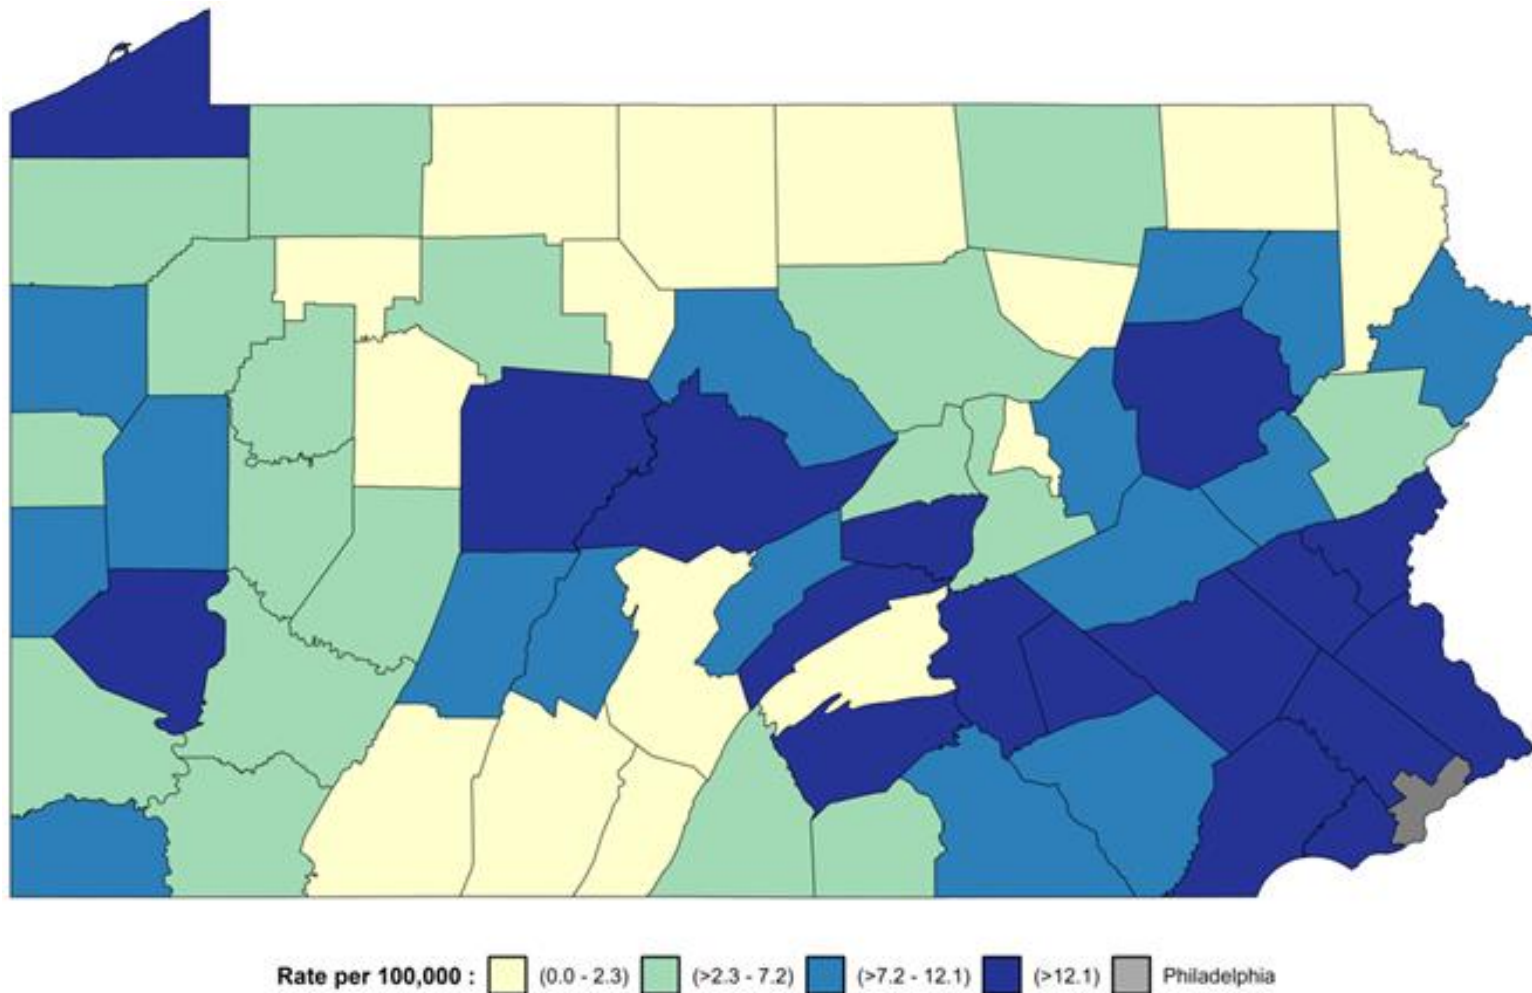 Rate per 100,000 : (0.0 - 2.3) (>2.3 - 7.2) (>7.2 - 12.1) (>12.1) Philadelphia